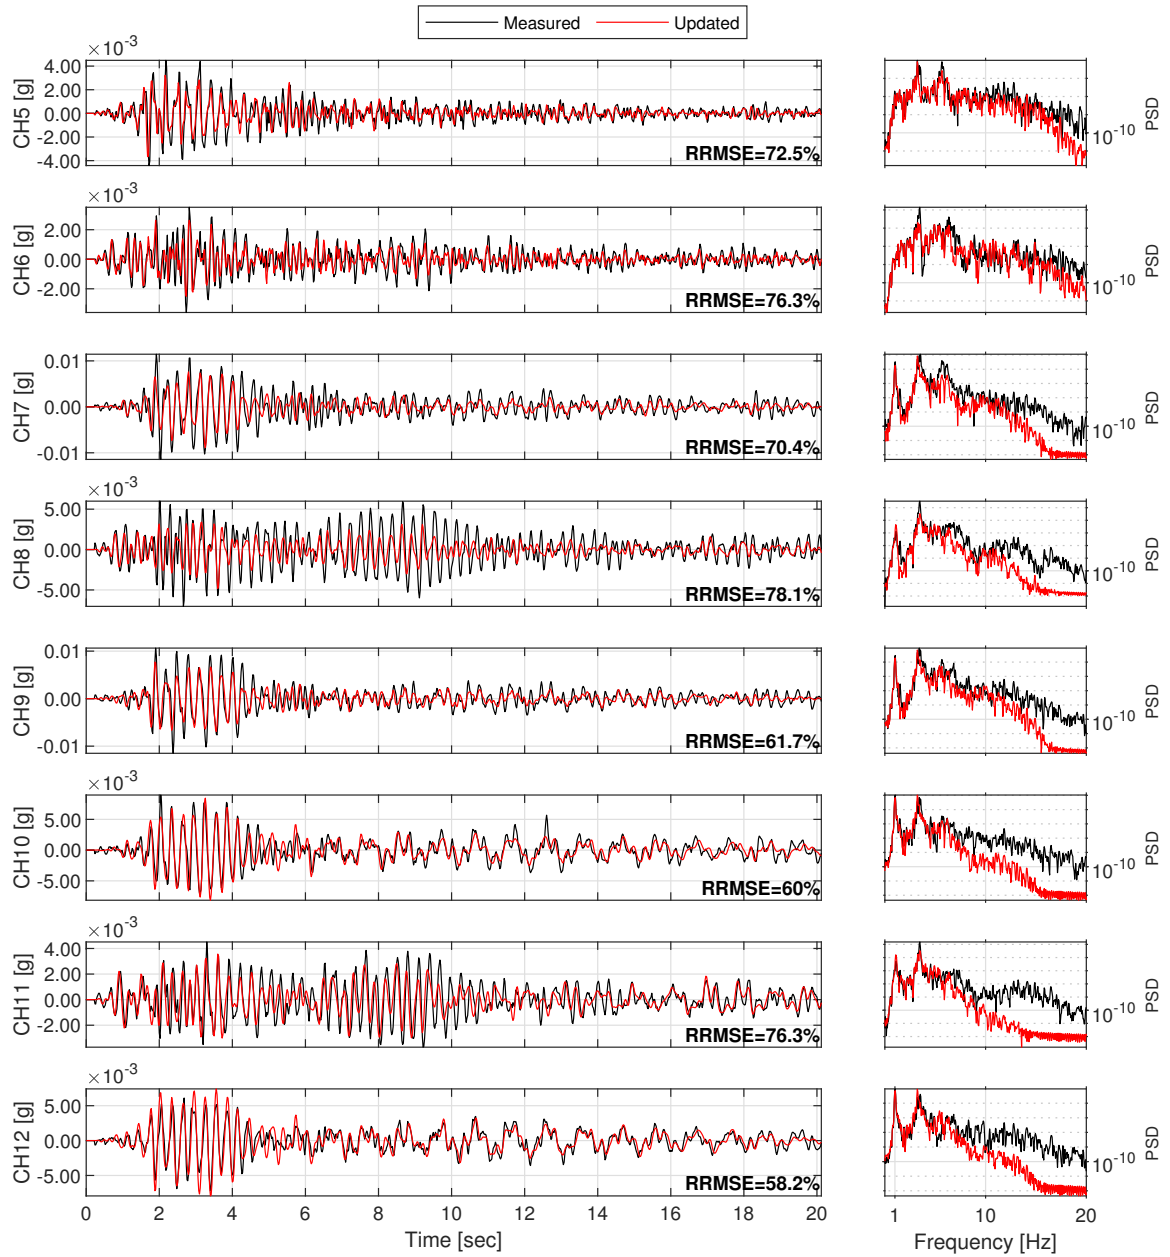 Measured Updated
×10-3
4.00
2.00
0.00
-2.00
-4.00
CH5 [g]
RRMSE=72.5%
10-10
PSD
×10-3
2.00
0.00
-2.00
CH6 [g]
RRMSE=76.3%
10-10
PSD
0.01
0.00
-0.01
CH7 [g]
RRMSE=70.4%
10-10
PSD
×10-3
5.00
0.00
-5.00
CH8 [g]
RRMSE=78.1%
10-10
PSD
0.01
0.00
-0.01
CH9 [g]
RRMSE=61.7%
10-10
PSD
×10-3
5.00
0.00
-5.00
CH10 [g]
RRMSE=60%
10-10
PSD
×10-3
4.00
2.00
0.00
-2.00
CH11 [g]
RRMSE=76.3%
10-10
PSD
×10-3
5.00
0.00
-5.00
CH12 [g]
RRMSE=58.2%
10-10
PSD
0 2 4 6 8 10 12 14 16 18 20
Time [sec]
1 10 20
Frequency [Hz]